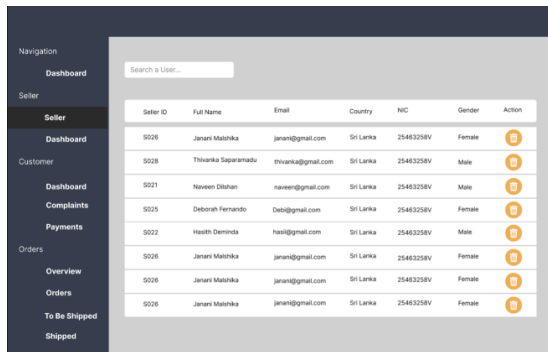 Navigation
Dashboard
Seller
Seller
Dashboard
Customer
Dashboard
Complaints
Payments
Orders
Overview
Orders
To Be Shipped
Shipped
Search a User...
Seller ID Full Name Email Country NIC Gender Action
S026 Janani Malshika janani@gmail.com Sri Lanka 25463258V Female
S028 Thivanka Saparamadu thivanka@gmail.com Sri Lanka 25463258V Male
S021 Naveen Dilshan naveen@gmail.com Sri Lanka 25463258V Male
S025 Deborah Fernando Debi@gmail.com Sri Lanka 25463258V Female
S022 Hasith Deminda hasii@gmail.com Sri Lanka 25463258V Male
S026 Janani Malshika janani@gmail.com Sri Lanka 25463258V Female
S026 Janani Malshika janani@gmail.com Sri Lanka 25463258V Female
S026 Janani Malshika janani@gmail.com Sri Lanka 25463258V Female